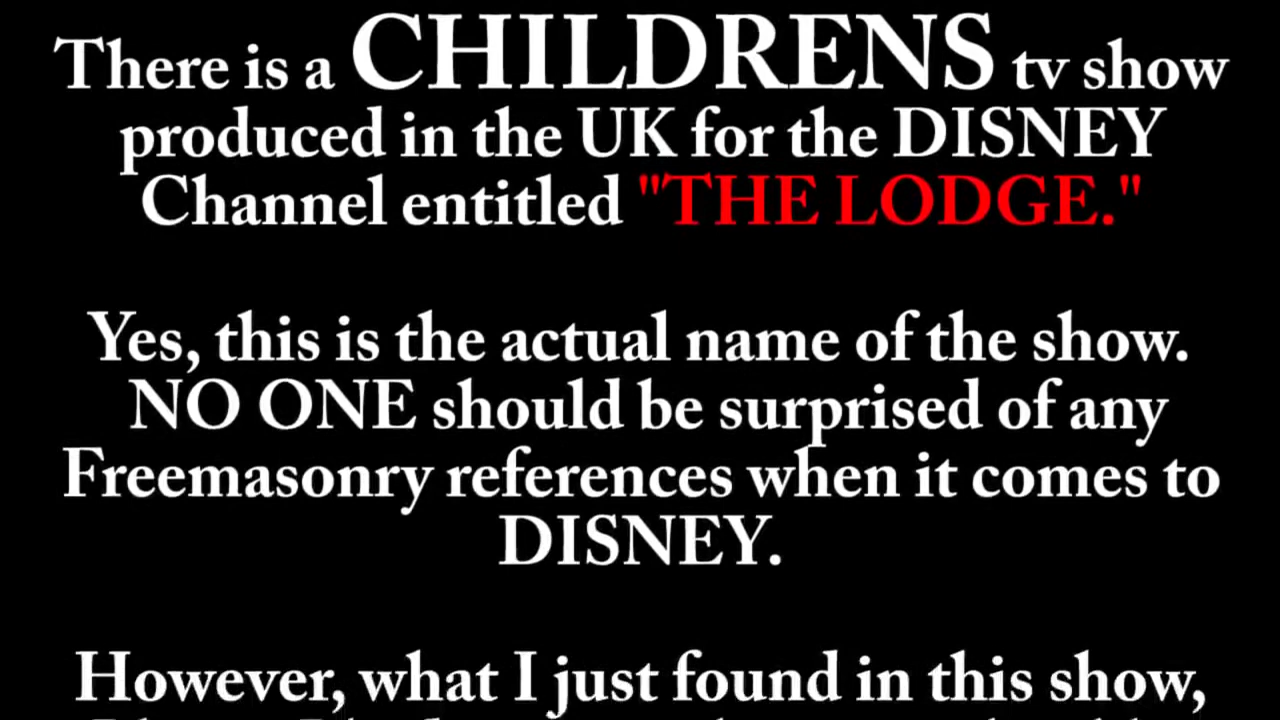 There is a CHILDRENS tv show
produced in the UK for the DISNEY
Channel entitled "THE LODGE."
Yes, this is the actual name of the show.
NO ONE should be surprised of any
Freemasonry references when it comes to
DISNEY.
However, what I just found in this show,